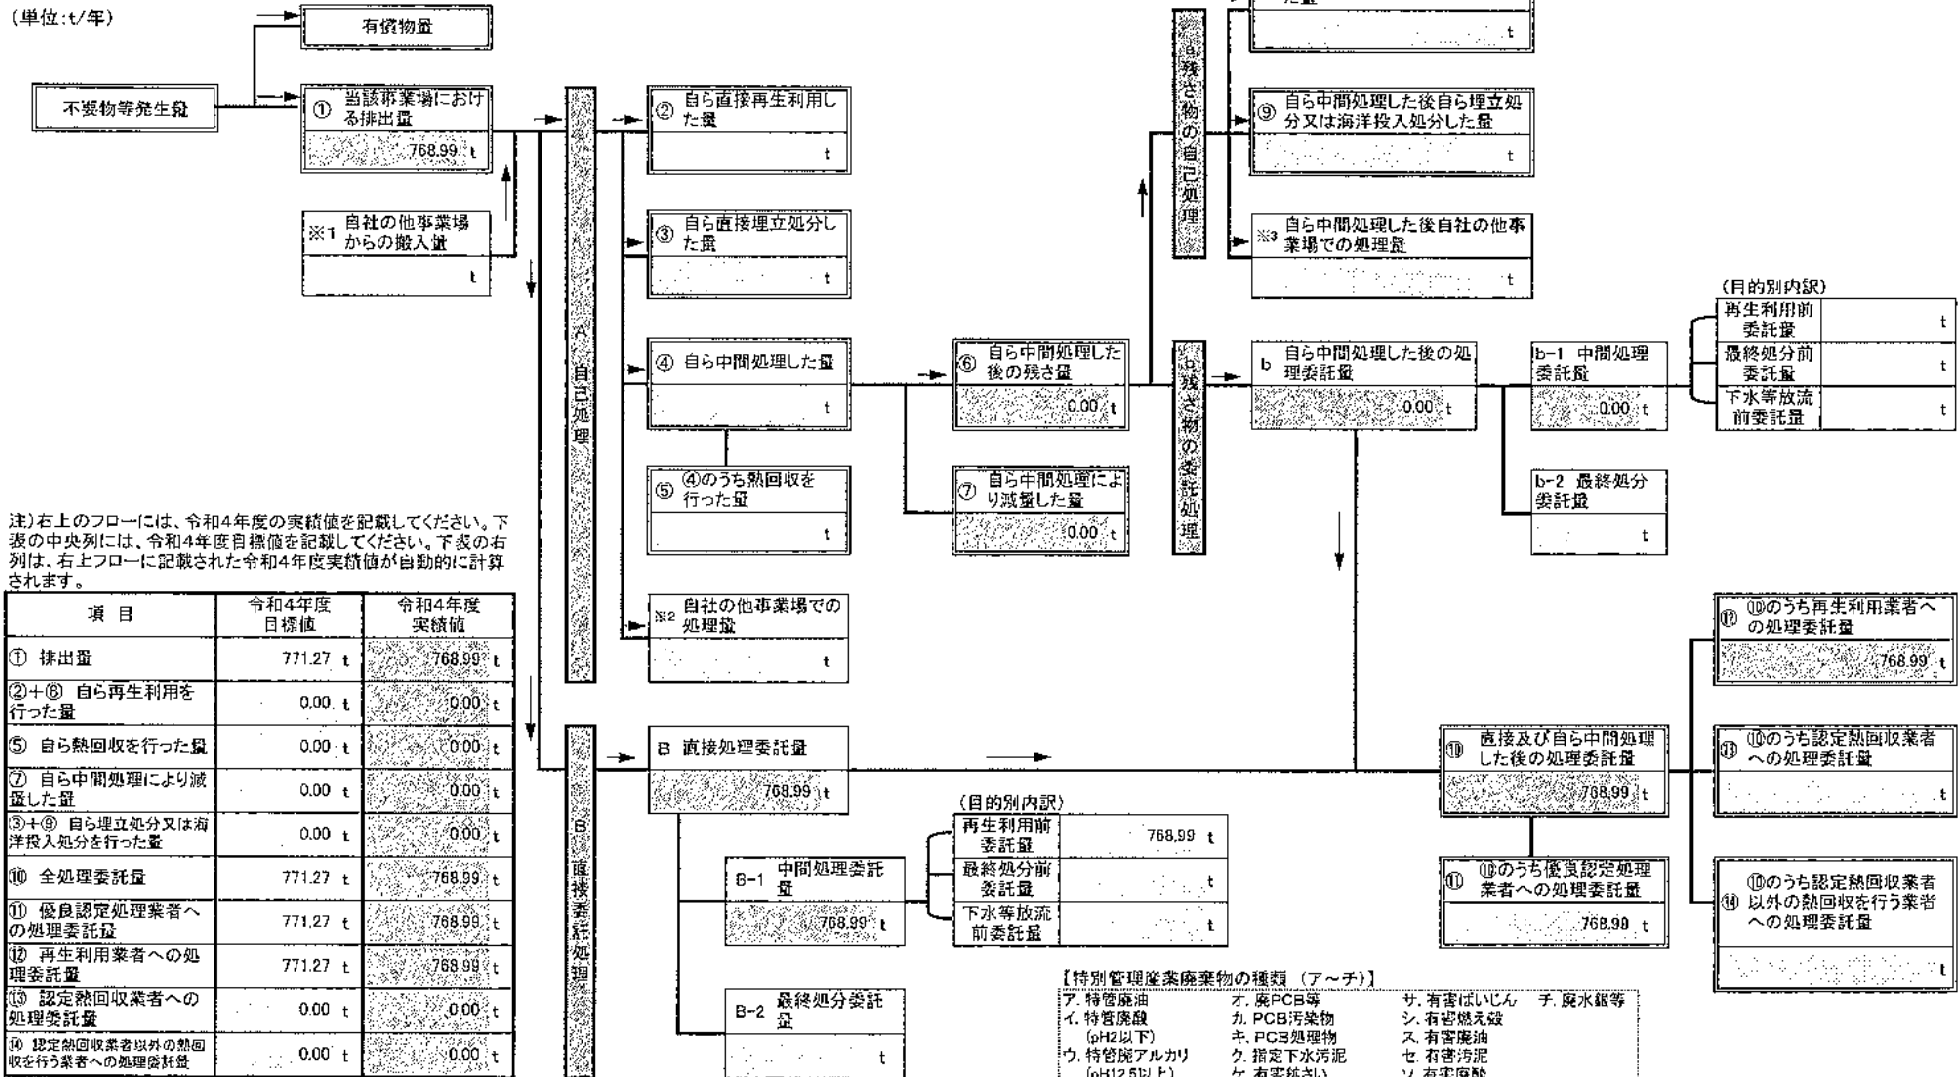 (単位:t/年)
有償物量
不要物等発生量
① 当該事業場におけ
る排出量
768.99 t
※1 自社の他事業場
からの搬入量
t
A 自己処理
② 自ら直接再生利用し
た量
t
③ 自ら直接埋立処分し
た量
t
④ 自ら中間処理した量
t
⑤ ④のうち熱回収を
行った量
t
※2 自社の他事業場での
処理量
t
⑥ 自ら中間処理した
後の残さ量
0.00 t
⑦ 自ら中間処理によ
り減量した量
0.00 t
a 残さ物の自己処理
た量
t
⑨ 自ら中間処理した後自ら埋立処
分又は海洋投入処分した量
t
※3 自ら中間処理した後自社の他事
業場での処理量
t
b 残さ物の委託処理
b 自ら中間処理した後の処
理委託量
0.00 t
b-1 中間処理
委託量
0.00 t
b-2 最終処分
委託量
t
(目的別内訳)
再生利用前
委託量 t
最終処分前
委託量 t
下水等放流
前委託量 t
注)右上のフローには、令和4年度の実績値を記載してください。下
表の中央列には、令和4年度目標値を記載してください。下表の右
列は、右上フローに記載された令和4年度実績値が自動的に計算
されます。
項 目 令和4年度
目標値 令和4年度
実績値
① 排出量 771.27 t 768.99 t
②+⑧ 自ら再生利用を
行った量 0.00 t 0.00 t
⑤ 自ら熱回収を行った量 0.00 t 0.00 t
⑦ 自ら中間処理により減
量した量 0.00 t 0.00 t
③+⑨ 自ら埋立処分又は海
洋投入処分を行った量 0.00 t 0.00 t
⑩ 全処理委託量 771.27 t 768.99 t
⑪ 優良認定処理業者へ
の処理委託量 771.27 t 768.99 t
⑫ 再生利用業者への処
理委託量 771.27 t 768.99 t
⑬ 認定熱回収業者への
処理委託量 0.00 t 0.00 t
⑭ 認定熱回収業者以外の熱回
収を行う業者への処理委託量 0.00 t 0.00 t
B 直接委託処理
B 直接処理委託量
768.99 t
B-1 中間処理委託
量
768.99 t
B-2 最終処分委託
量
t
(目的別内訳)
再生利用前
委託量 768.99 t
最終処分前
委託量 t
下水等放流
前委託量 t
⑩ 直接及び自ら中間処理
した後の処理委託量
768.99 t
⑪ ⑩のうち優良認定処理
業者への処理委託量
768.99 t
⑫ ⑩のうち再生利用業者へ
の処理委託量
768.99 t
⑬ ⑩のうち認定熱回収業者
への処理委託量
t
⑭ ⑩のうち認定熱回収業者
以外の熱回収を行う業者
への処理委託量
t
【特別管理産業廃棄物の種類 (ア～チ)】
ア. 特管廃油 オ. 廃PCB等 サ. 有害ばいじん チ. 廃水銀等
イ. 特管廃酸 カ. PCB汚染物 シ. 有害燃え殻
(pH2以下) キ. PCB処理物 ス. 有害廃油
ウ. 特管廃アルカリ ク. 指定下水汚泥 セ. 有害汚泥
(pH12.5以上) ケ. 有害鉱さい ソ. 有害廃酸